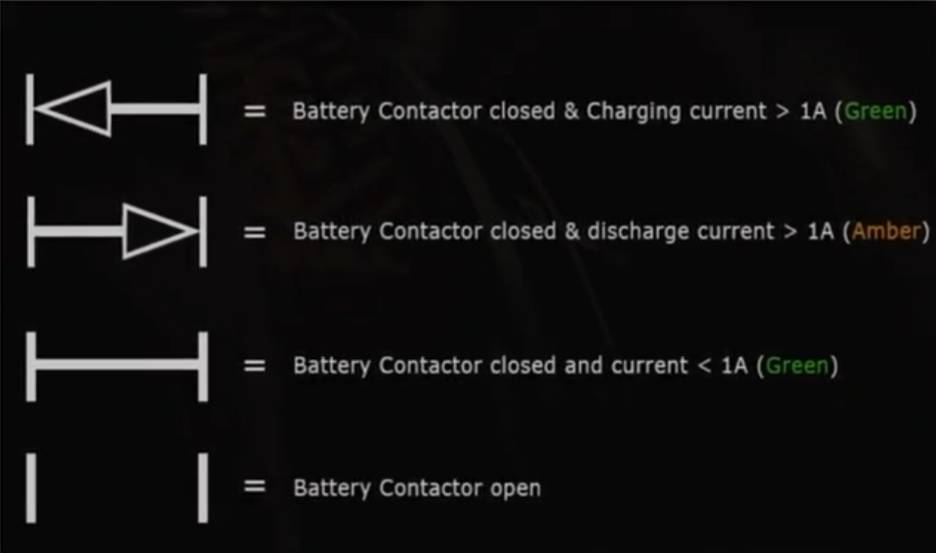 = Battery Contactor closed & Charging current > 1A (Green)
= Battery Contactor closed & discharge current > 1A (Amber)
= Battery Contactor closed and current < 1A (Green)
= Battery Contactor open